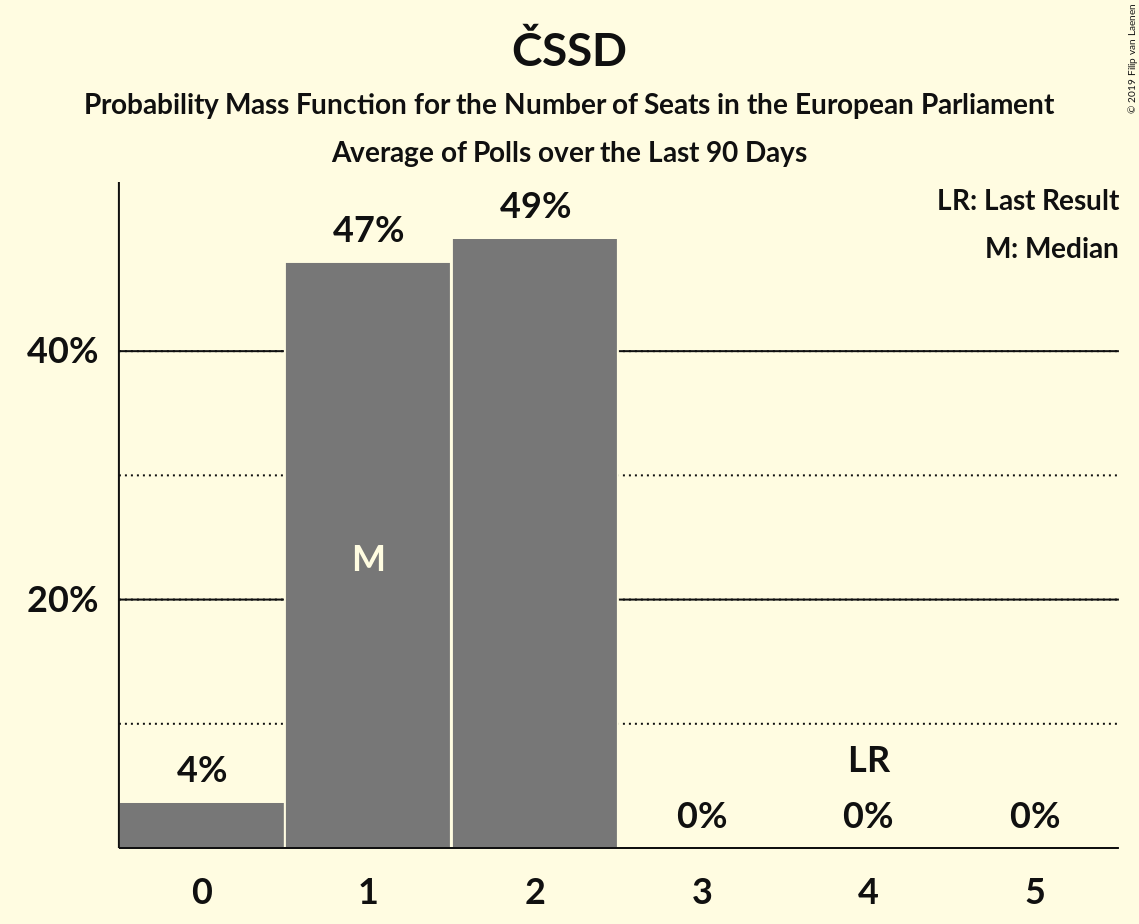 ČSSD
Probability Mass Function for the Number of Seats in the European Parliament
Average of Polls over the Last 90 Days
© 2019 Filip van Laenen
LR: Last Result
M: Median
49%
47%
40%
M
20%
4%
LR
0% 0% 0%
0 1 2 3 4 5